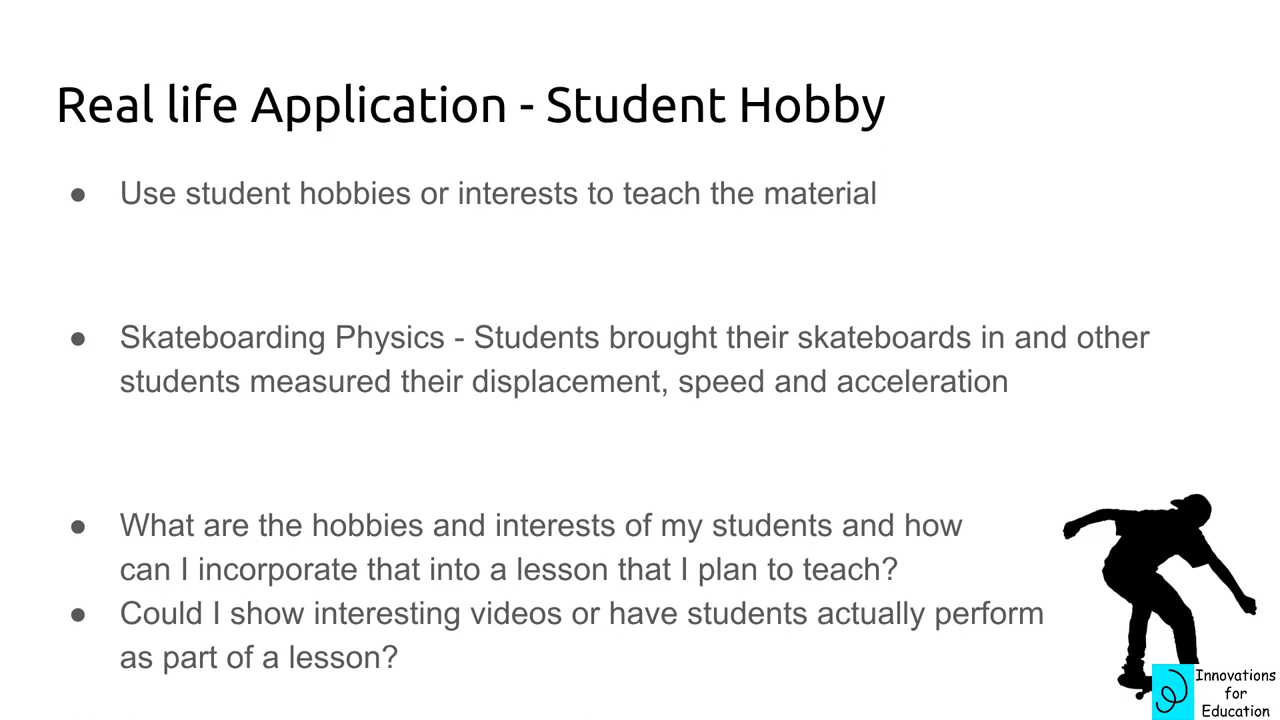 Real life Application - Student Hobby
● Use student hobbies or interests to teach the material
● Skateboarding Physics - Students brought their skateboards in and other
students measured their displacement, speed and acceleration
● What are the hobbies and interests of my students and how
can I incorporate that into a lesson that I plan to teach?
● Could I show interesting videos or have students actually perform
as part of a lesson?
Innovations
for
Education